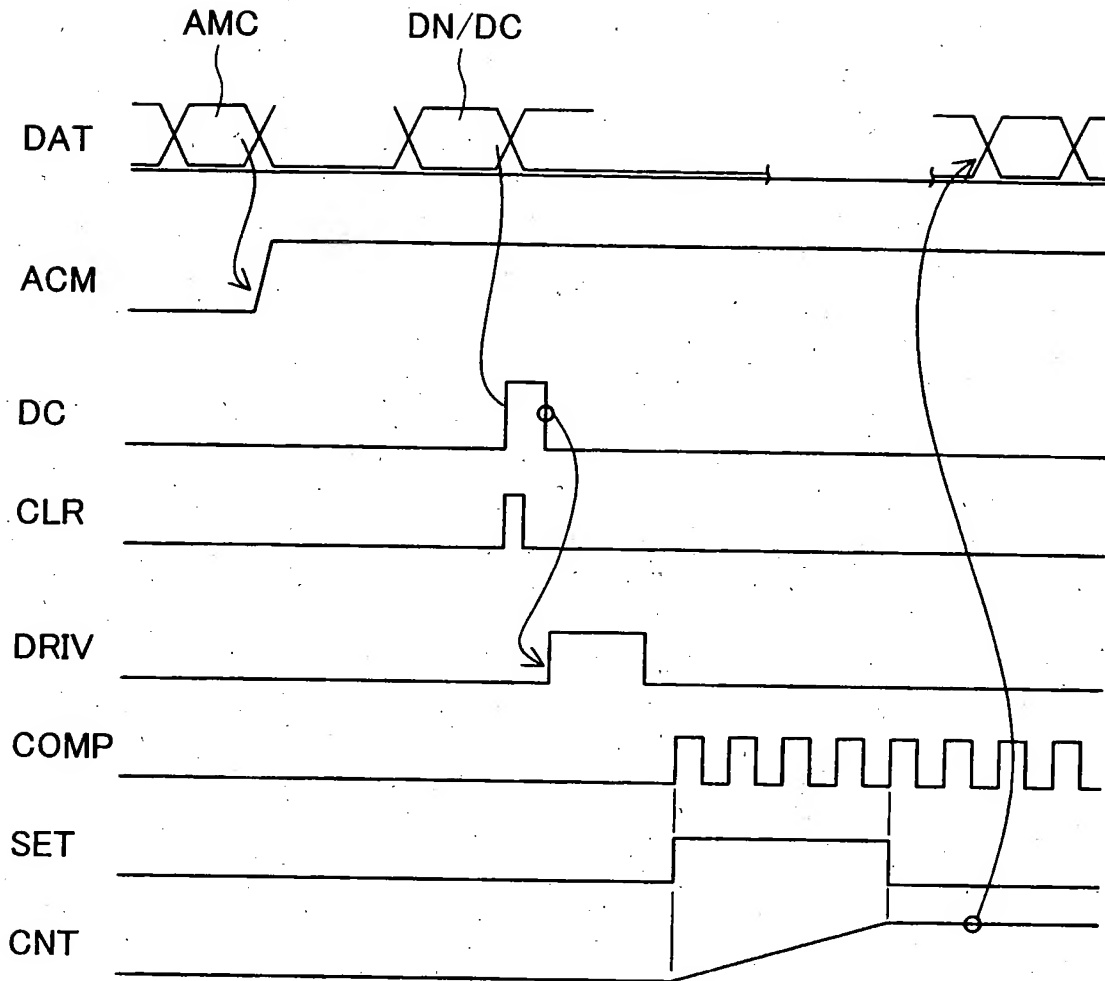 AMC
DN/DC
DAT
ACM
DC
CLR
DRIV
COMP
SET
CNT